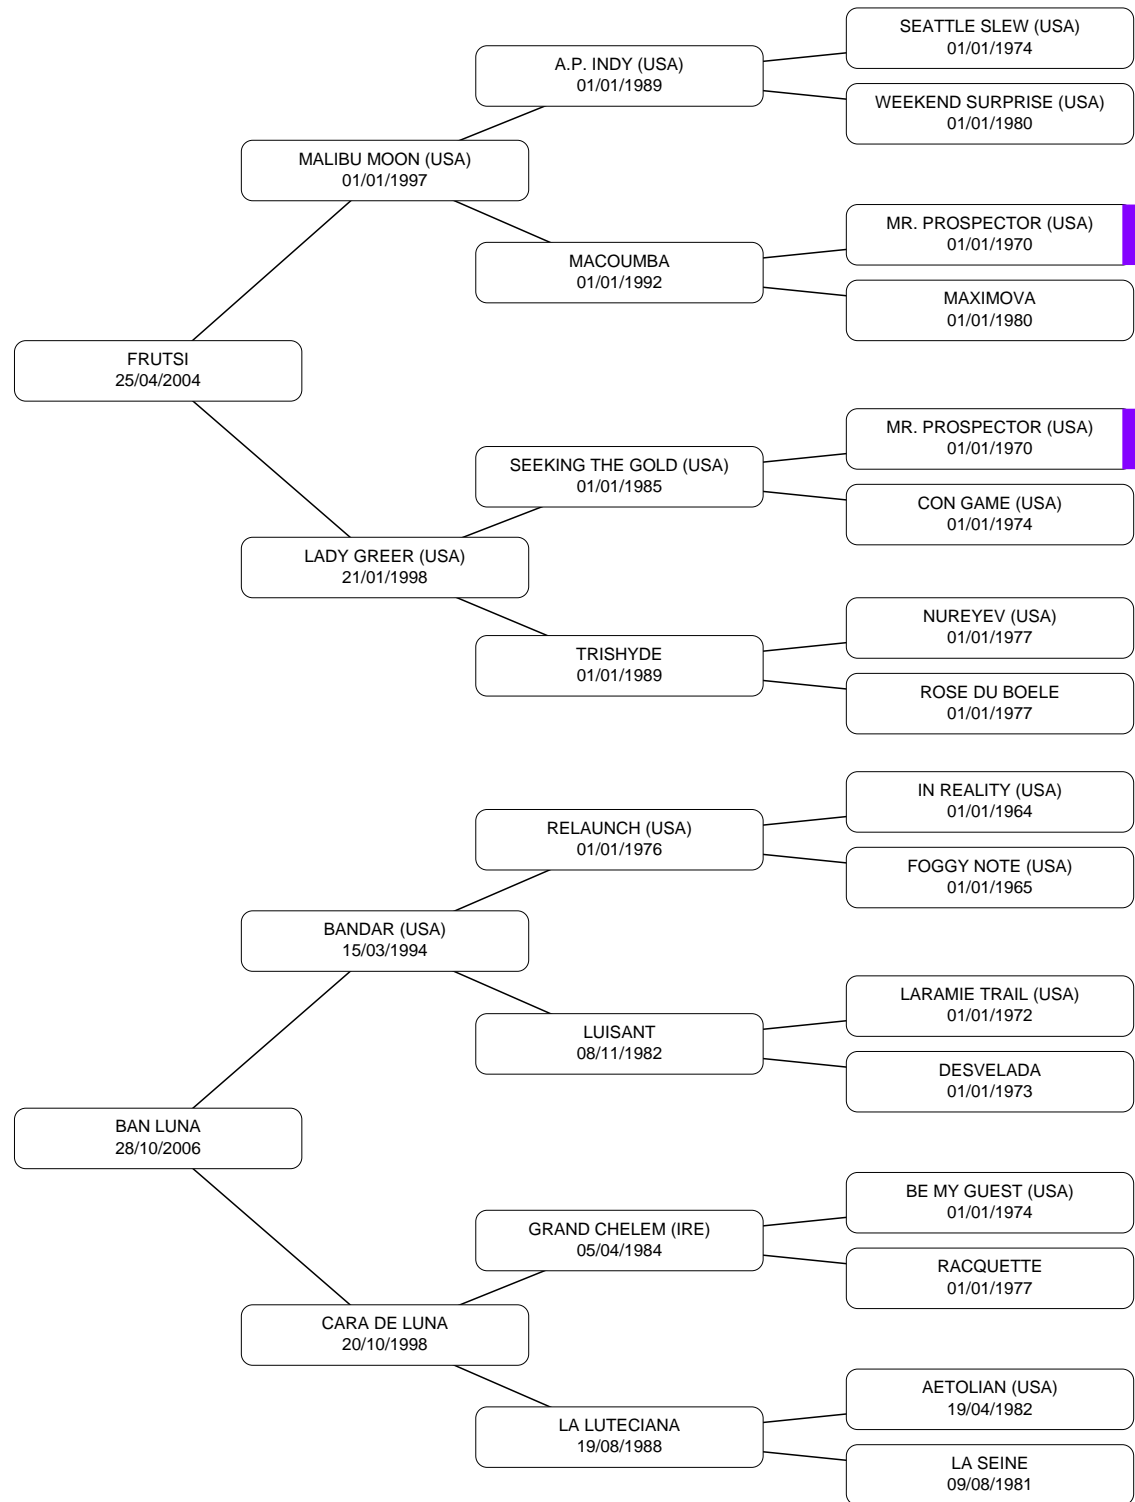 SEATTLE SLEW (USA)
01/01/1974
A.P. INDY (USA)
01/01/1989
WEEKEND SURPRISE (USA)
01/01/1980
MALIBU MOON (USA)
01/01/1997
MR. PROSPECTOR (USA)
01/01/1970
MACOUMBA
01/01/1992
MAXIMOVA
01/01/1980
FRUTSI
25/04/2004
MR. PROSPECTOR (USA)
01/01/1970
SEEKING THE GOLD (USA)
01/01/1985
CON GAME (USA)
01/01/1974
LADY GREER (USA)
21/01/1998
NUREYEV (USA)
01/01/1977
TRISHYDE
01/01/1989
ROSE DU BOELE
01/01/1977
IN REALITY (USA)
01/01/1964
RELAUNCH (USA)
01/01/1976
FOGGY NOTE (USA)
01/01/1965
BANDAR (USA)
15/03/1994
LARAMIE TRAIL (USA)
01/01/1972
LUISANT
08/11/1982
DESVELADA
01/01/1973
BAN LUNA
28/10/2006
BE MY GUEST (USA)
01/01/1974
GRAND CHELEM (IRE)
05/04/1984
RACQUETTE
01/01/1977
CARA DE LUNA
20/10/1998
AETOLIAN (USA)
19/04/1982
LA LUTECIANA
19/08/1988
LA SEINE
09/08/1981